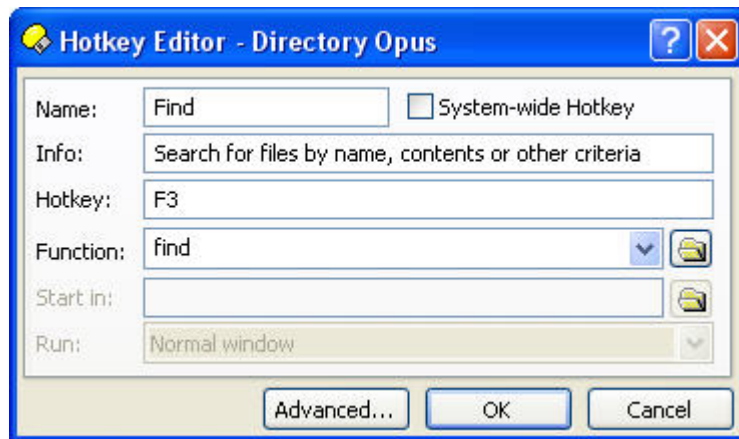 Hotkey Editor - Directory Opus
Name: Find System-wide Hotkey
Info: Search for files by name, contents or other criteria
Hotkey: F3
Function: find
Start in:
Run: Normal window
Advanced... OK Cancel